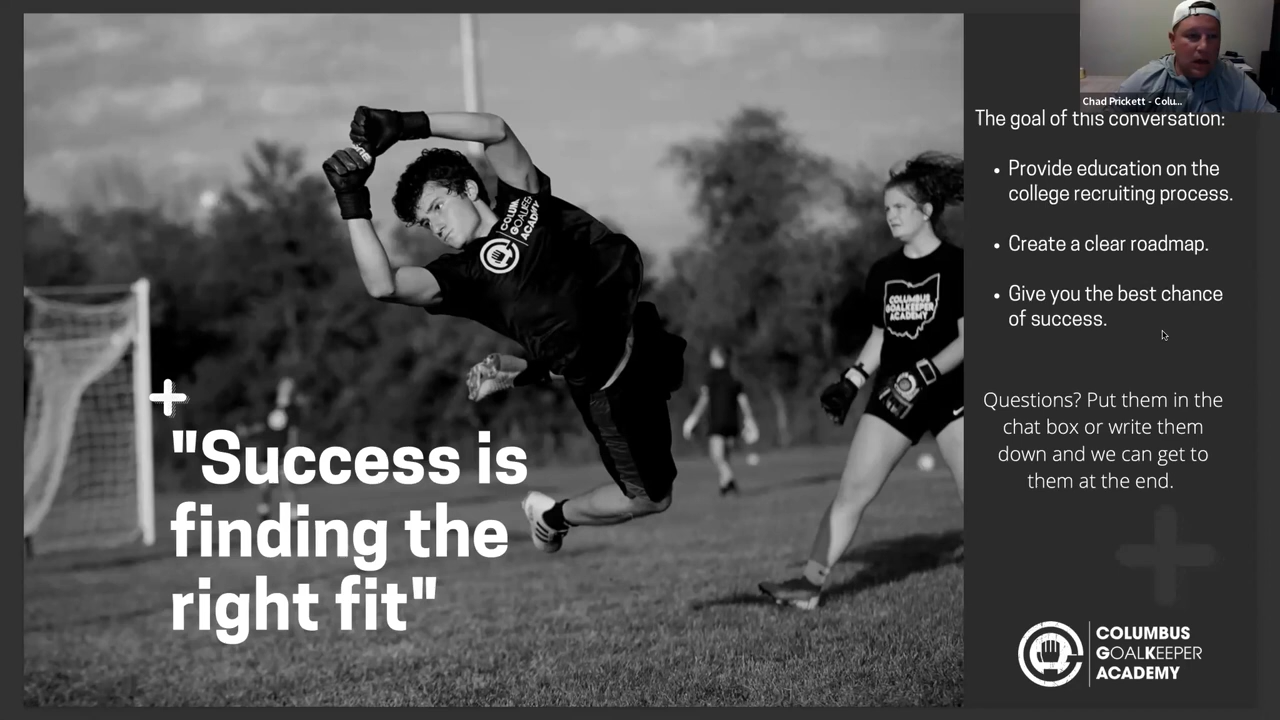 Chad Prickett - Colu...
The goal of this conversation:
• Provide education on the
college recruiting process.
• Create a clear roadmap.
• Give you the best chance
of success.
Questions? Put them in the
chat box or write them
down and we can get to
them at the end.
"Success is
finding the
right fit"
COLUMBUS
GOALKEEPER
ACADEMY
COLUMBUS
GOALKEEPER
ACADEMY